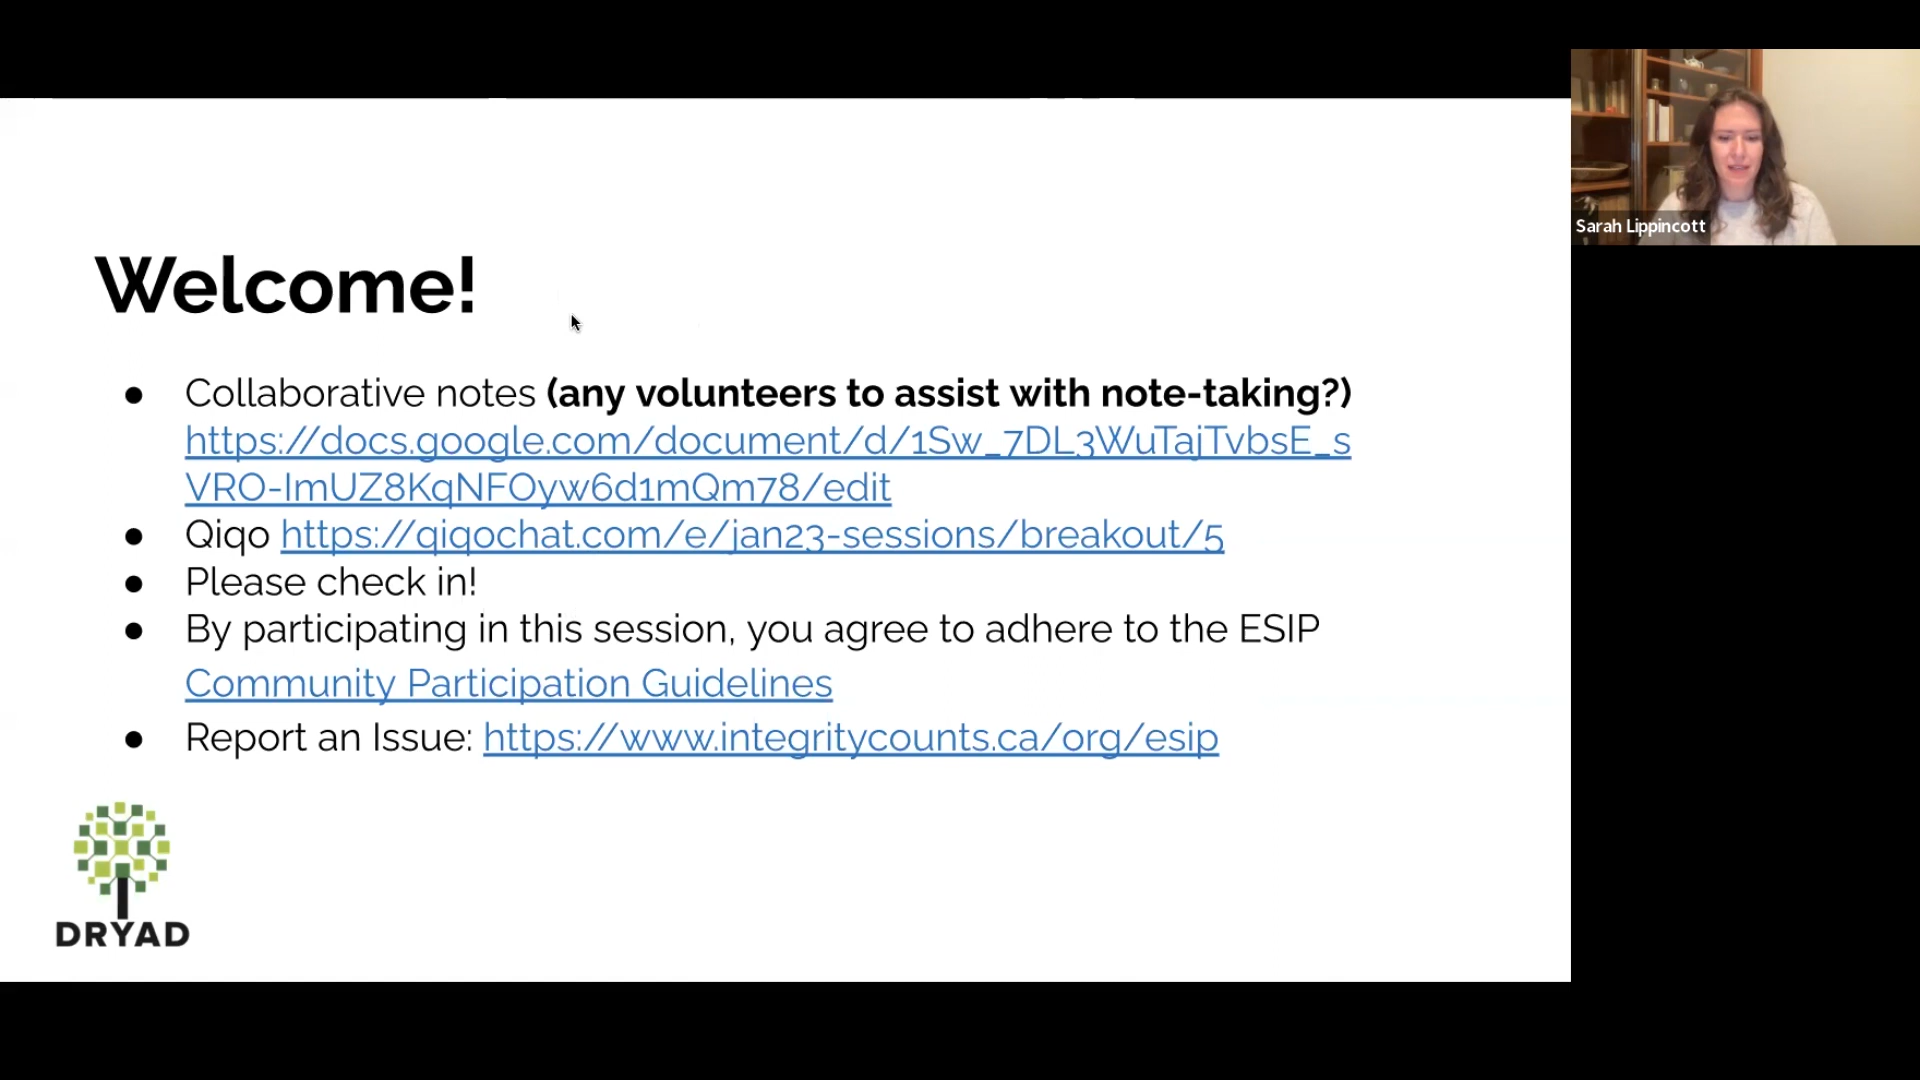 Sarah Lippincott
Welcome!
● Collaborative notes (any volunteers to assist with note-taking?)
https://docs.google.com/document/d/1Sw_7DL3WuTajTvbsE_s
VRO-ImUZ8KqNFOyw6d1mQm78/edit
● Qiqo https://qiqochat.com/e/jan23-sessions/breakout/5
● Please check in!
● By participating in this session, you agree to adhere to the ESIP
Community Participation Guidelines
● Report an Issue: https://www.integritycounts.ca/org/esip
DRYAD